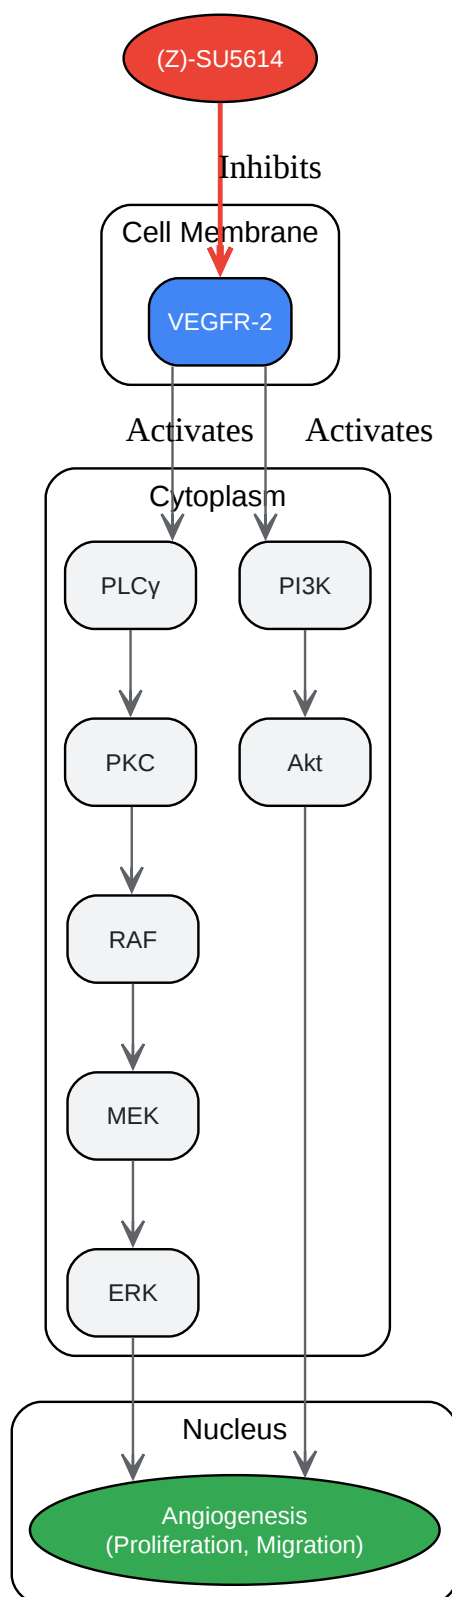 (Z)-SU5614
Inhibits
Cell Membrane
VEGFR-2
Activates
Activates
Cytoplasm
PLCγ
PI3K
PKC
Akt
RAF
MEK
ERK
Nucleus
Angiogenesis
(Proliferation, Migration)